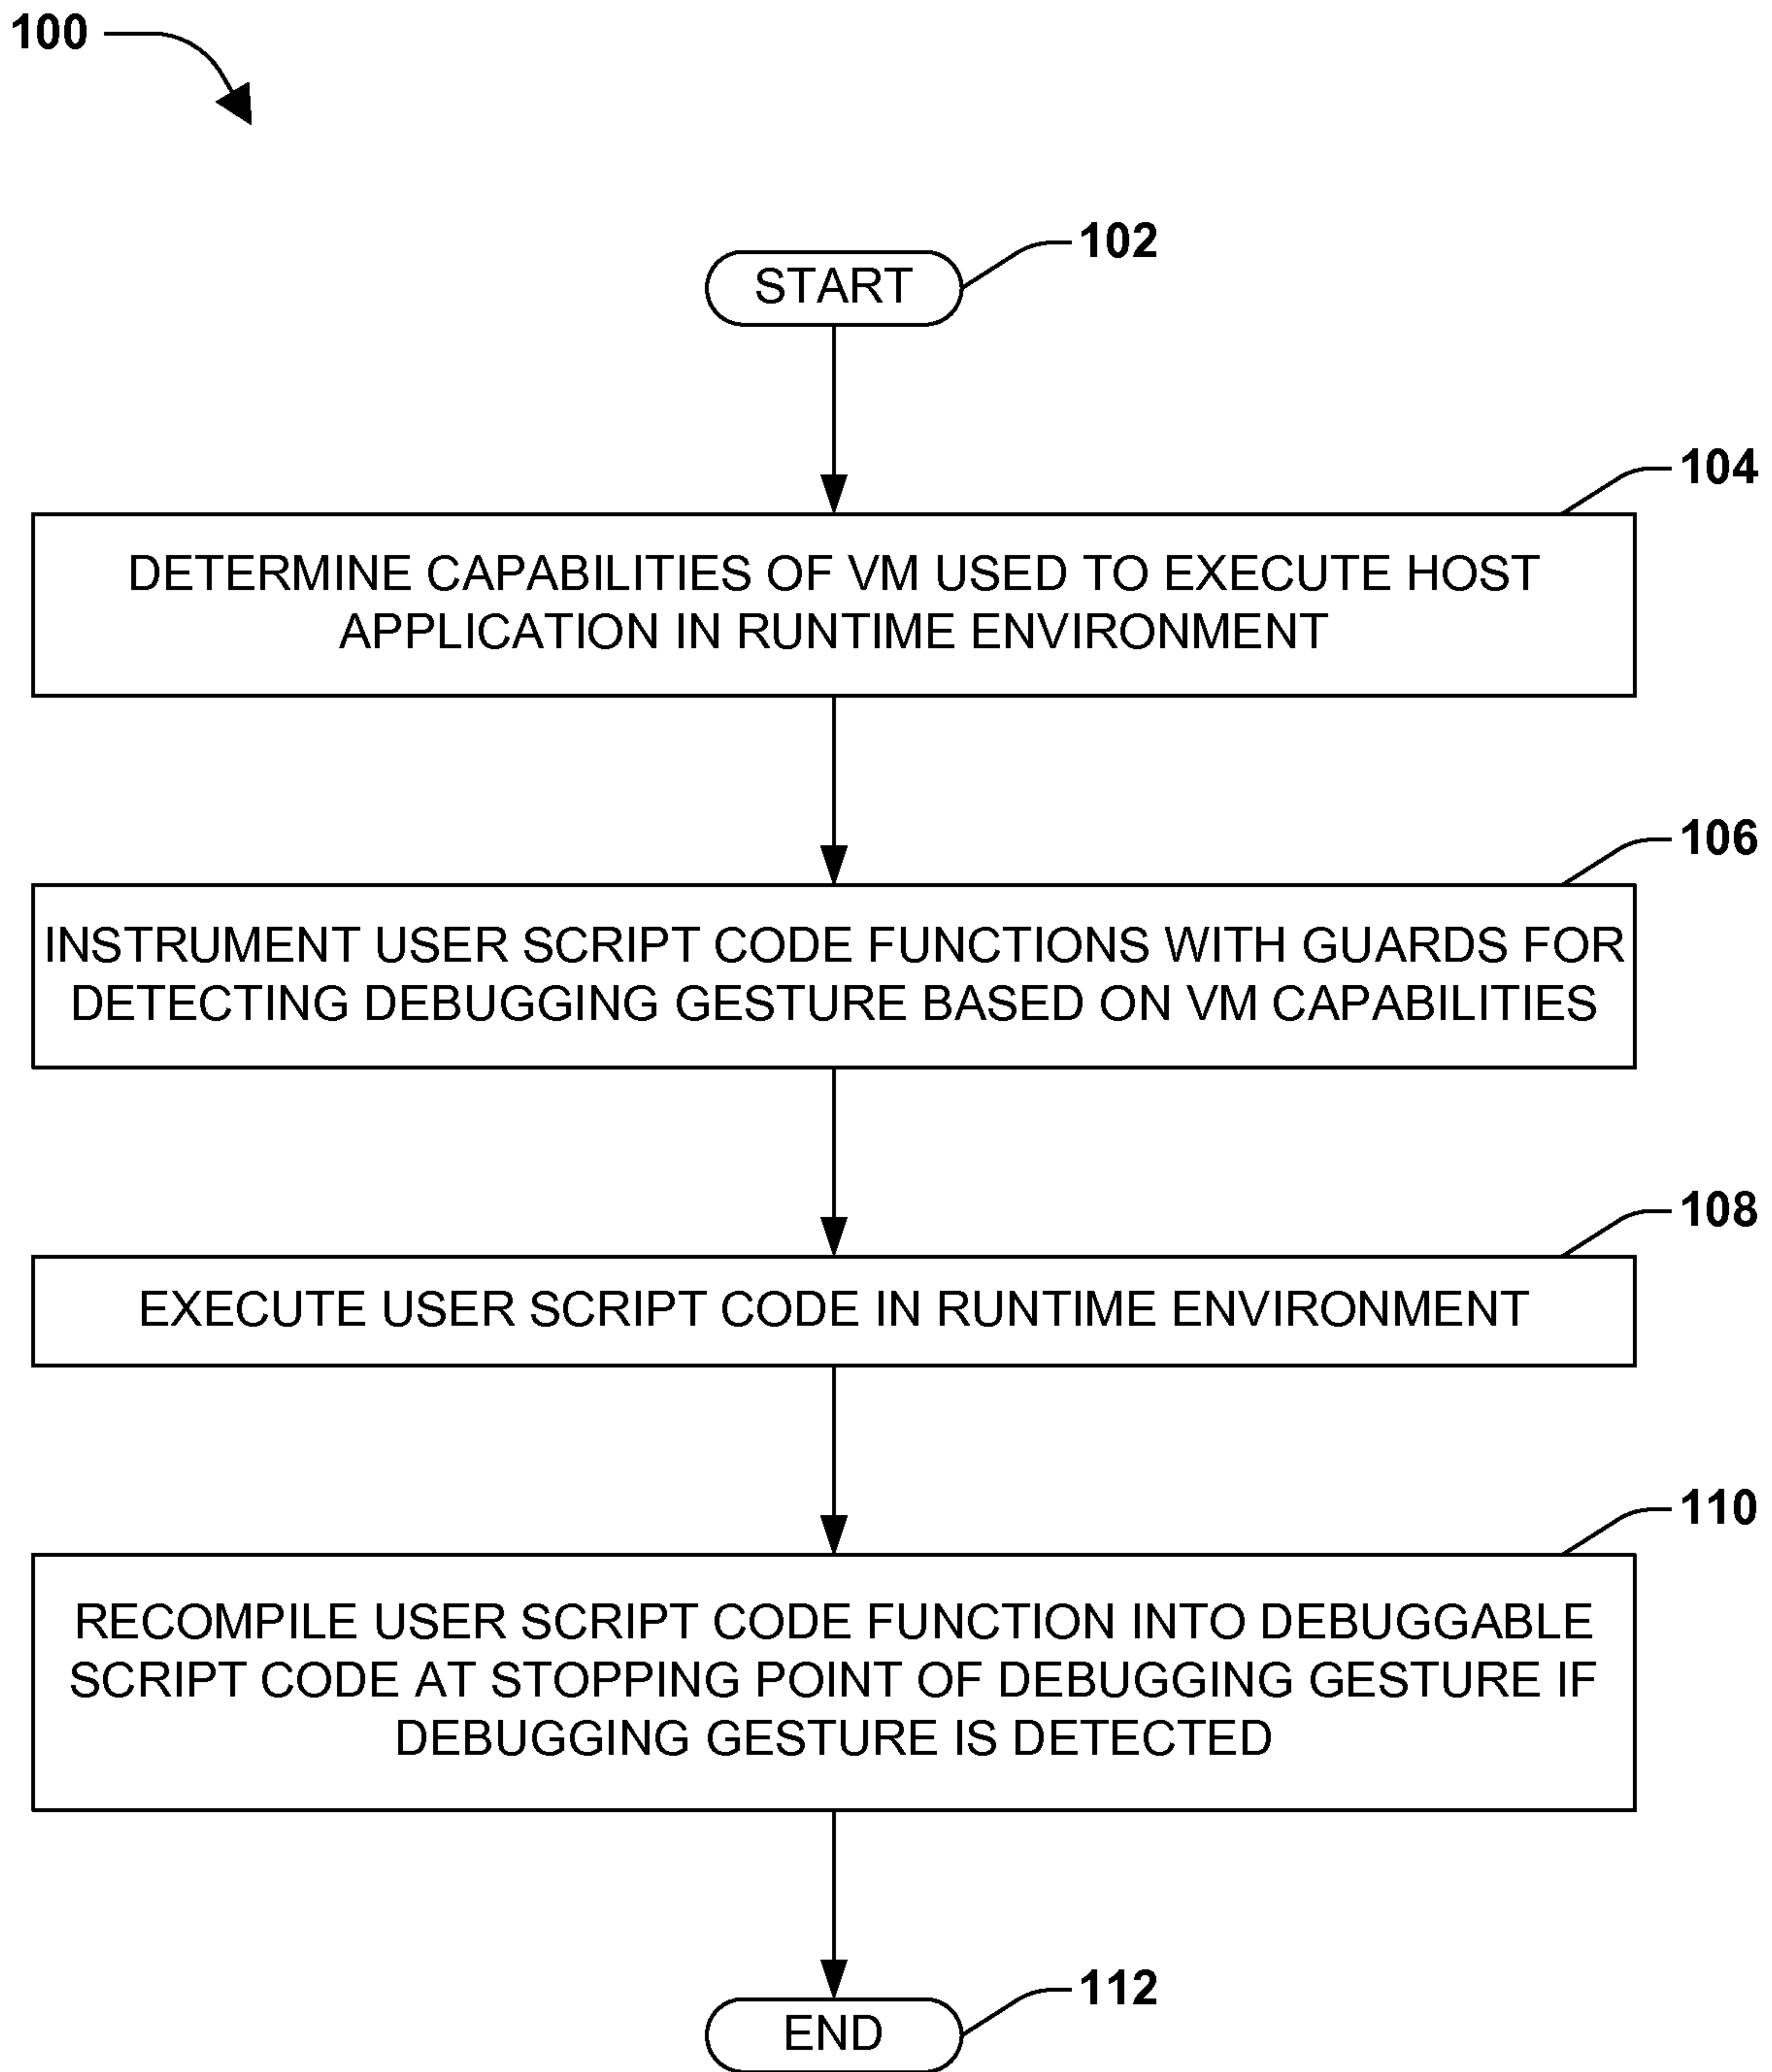 100
102
START
104
DETERMINE CAPABILITIES OF VM USED TO EXECUTE HOST
APPLICATION IN RUNTIME ENVIRONMENT
106
INSTRUMENT USER SCRIPT CODE FUNCTIONS WITH GUARDS FOR
DETECTING DEBUGGING GESTURE BASED ON VM CAPABILITIES
108
EXECUTE USER SCRIPT CODE IN RUNTIME ENVIRONMENT
110
RECOMPILE USER SCRIPT CODE FUNCTION INTO DEBUGGABLE
SCRIPT CODE AT STOPPING POINT OF DEBUGGING GESTURE IF
DEBUGGING GESTURE IS DETECTED
112
END